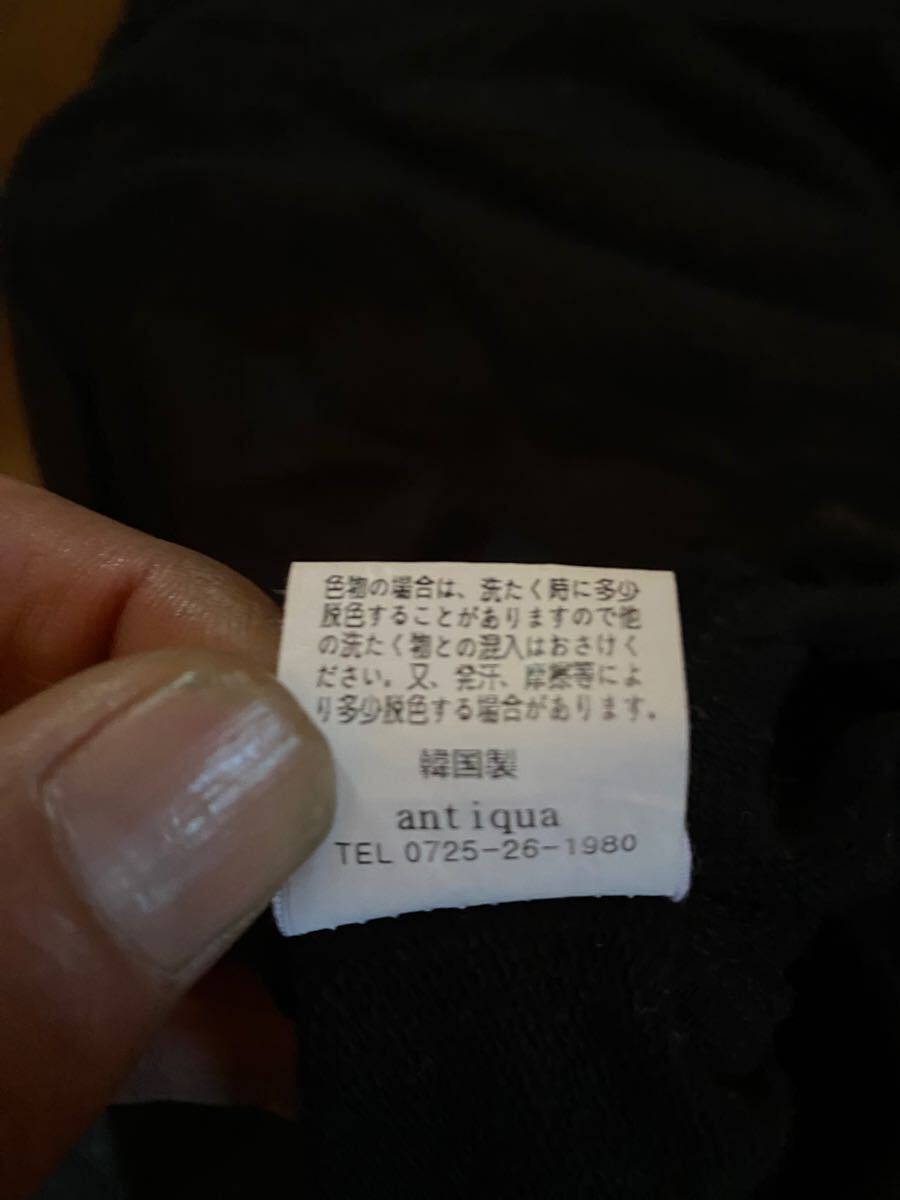 色物の場合は、洗たく時に多少
脱色することがありますので他
の洗たく物との混入はおさけく
ださい。又、発汗、摩擦等によ
り多少脱色する場合があります。
韓国製
antiqua
TEL 0725-26-1980